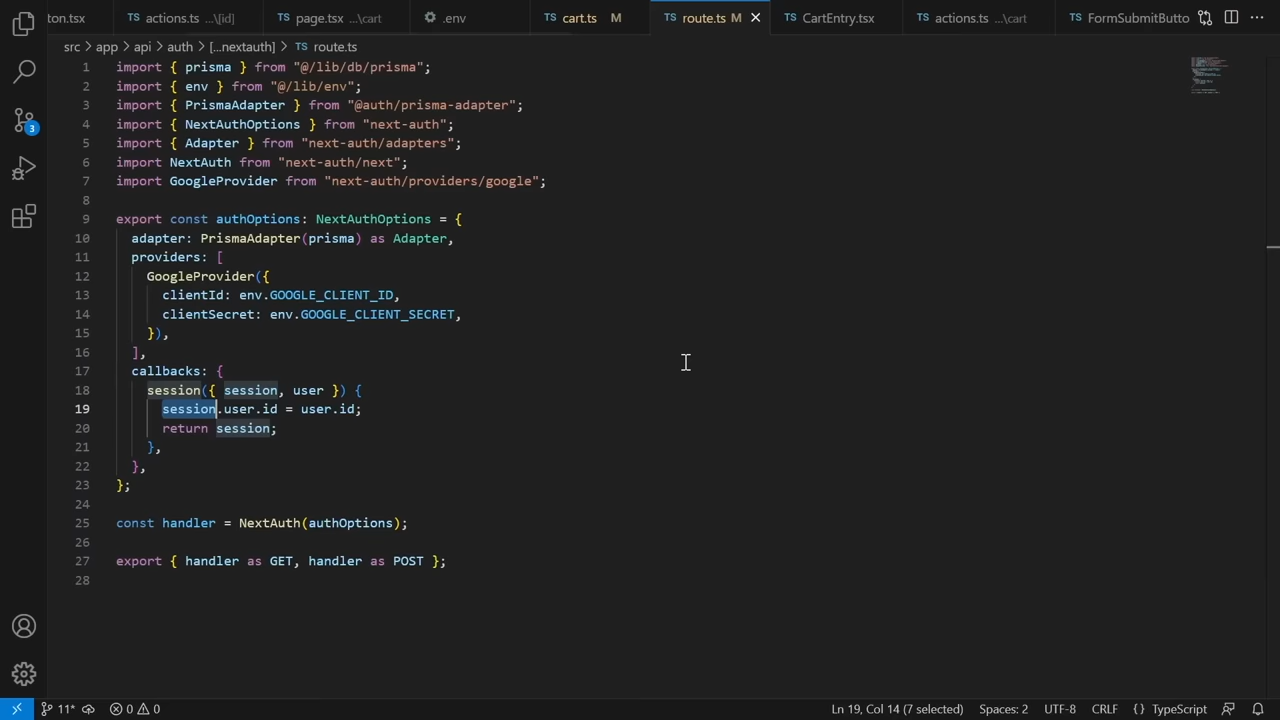 ton.tsx
actions.ts ...\[id]
page.tsx ...\cart
.env
cart.ts M
route.ts M
CartEntry.tsx
actions.ts ...\cart
FormSubmitButto
src > app > api > auth > [...nextauth] > TS route.ts
1 import { prisma } from "@/lib/db/prisma";
2 import { env } from "@/lib/env";
3 import { PrismaAdapter } from "@auth/prisma-adapter";
4 import { NextAuthOptions } from "next-auth";
5 import { Adapter } from "next-auth/adapters";
6 import NextAuth from "next-auth/next";
7 import GoogleProvider from "next-auth/providers/google";
8
9 export const authOptions: NextAuthOptions = {
10 adapter: PrismaAdapter(prisma) as Adapter,
11 providers: [
12 GoogleProvider({
13 clientId: env.GOOGLE_CLIENT_ID,
14 clientSecret: env.GOOGLE_CLIENT_SECRET,
15 }),
16 ],
17 callbacks: {
18 session({ session, user }) {
19 session.user.id = user.id;
20 return session;
21 },
22 },
23 };
24
25 const handler = NextAuth(authOptions);
26
27 export { handler as GET, handler as POST };
28
3
11* 0 0 Ln 19, Col 14 (7 selected) Spaces: 2 UTF-8 CRLF {} TypeScript